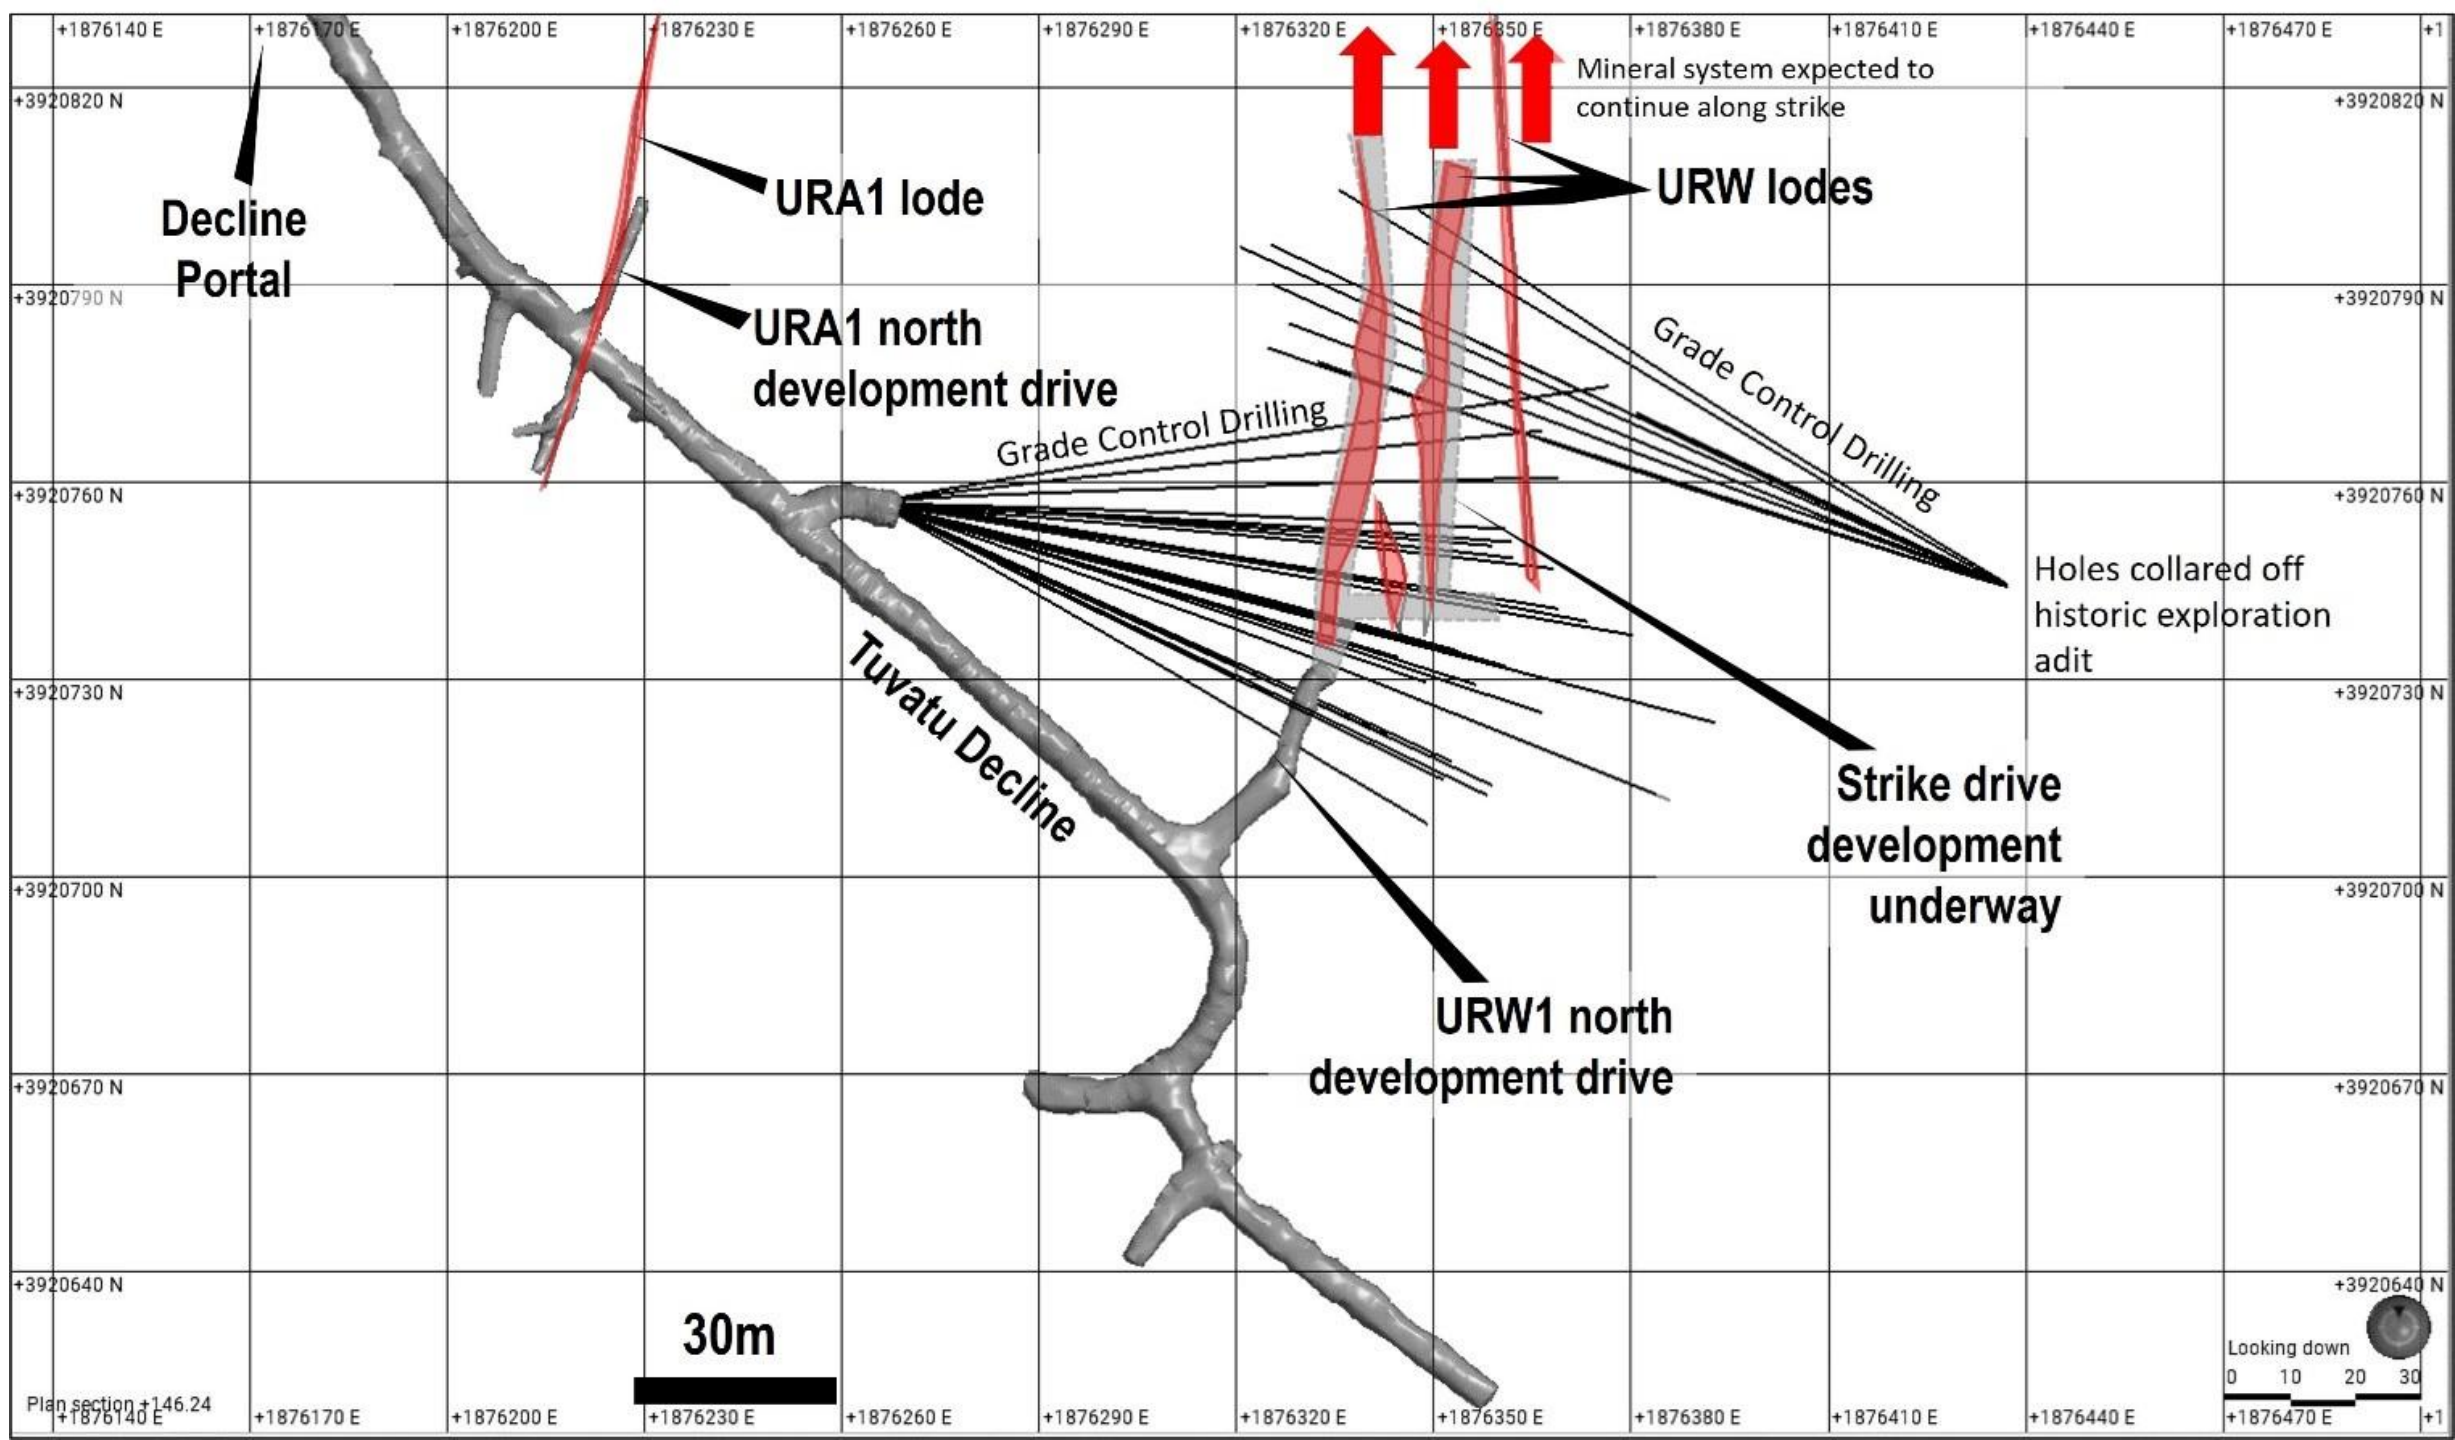 +1876140 E
+1876170 E
+1876200 E
+1876230 E
+1876260 E
+1876290 E
+1876320 E
+1876350 E
+1876380 E
+1876410 E
+1876440 E
+1876470 E
+1
Mineral system expected to
continue along strike
+3920820 N
+3920820 N
URA1 lode
URW lodes
Decline
Portal
+3920790 N
+3920790 N
URA1 north
development drive
Grade Control Drilling
Grade Control Drilling
+3920760 N
+3920760 N
Holes collared off
historic exploration
adit
Tuvatu Decline
+3920730 N
+3920730 N
Strike drive
development
underway
+3920700 N
+3920700 N
URW1 north
development drive
+3920670 N
+3920670 N
+3920640 N
+3920640 N
30m
Looking down
0 10 20 30
Plan section +146.24
+1876140 E
+1876170 E
+1876200 E
+1876230 E
+1876260 E
+1876290 E
+1876320 E
+1876350 E
+1876380 E
+1876410 E
+1876440 E
+1876470 E
+1